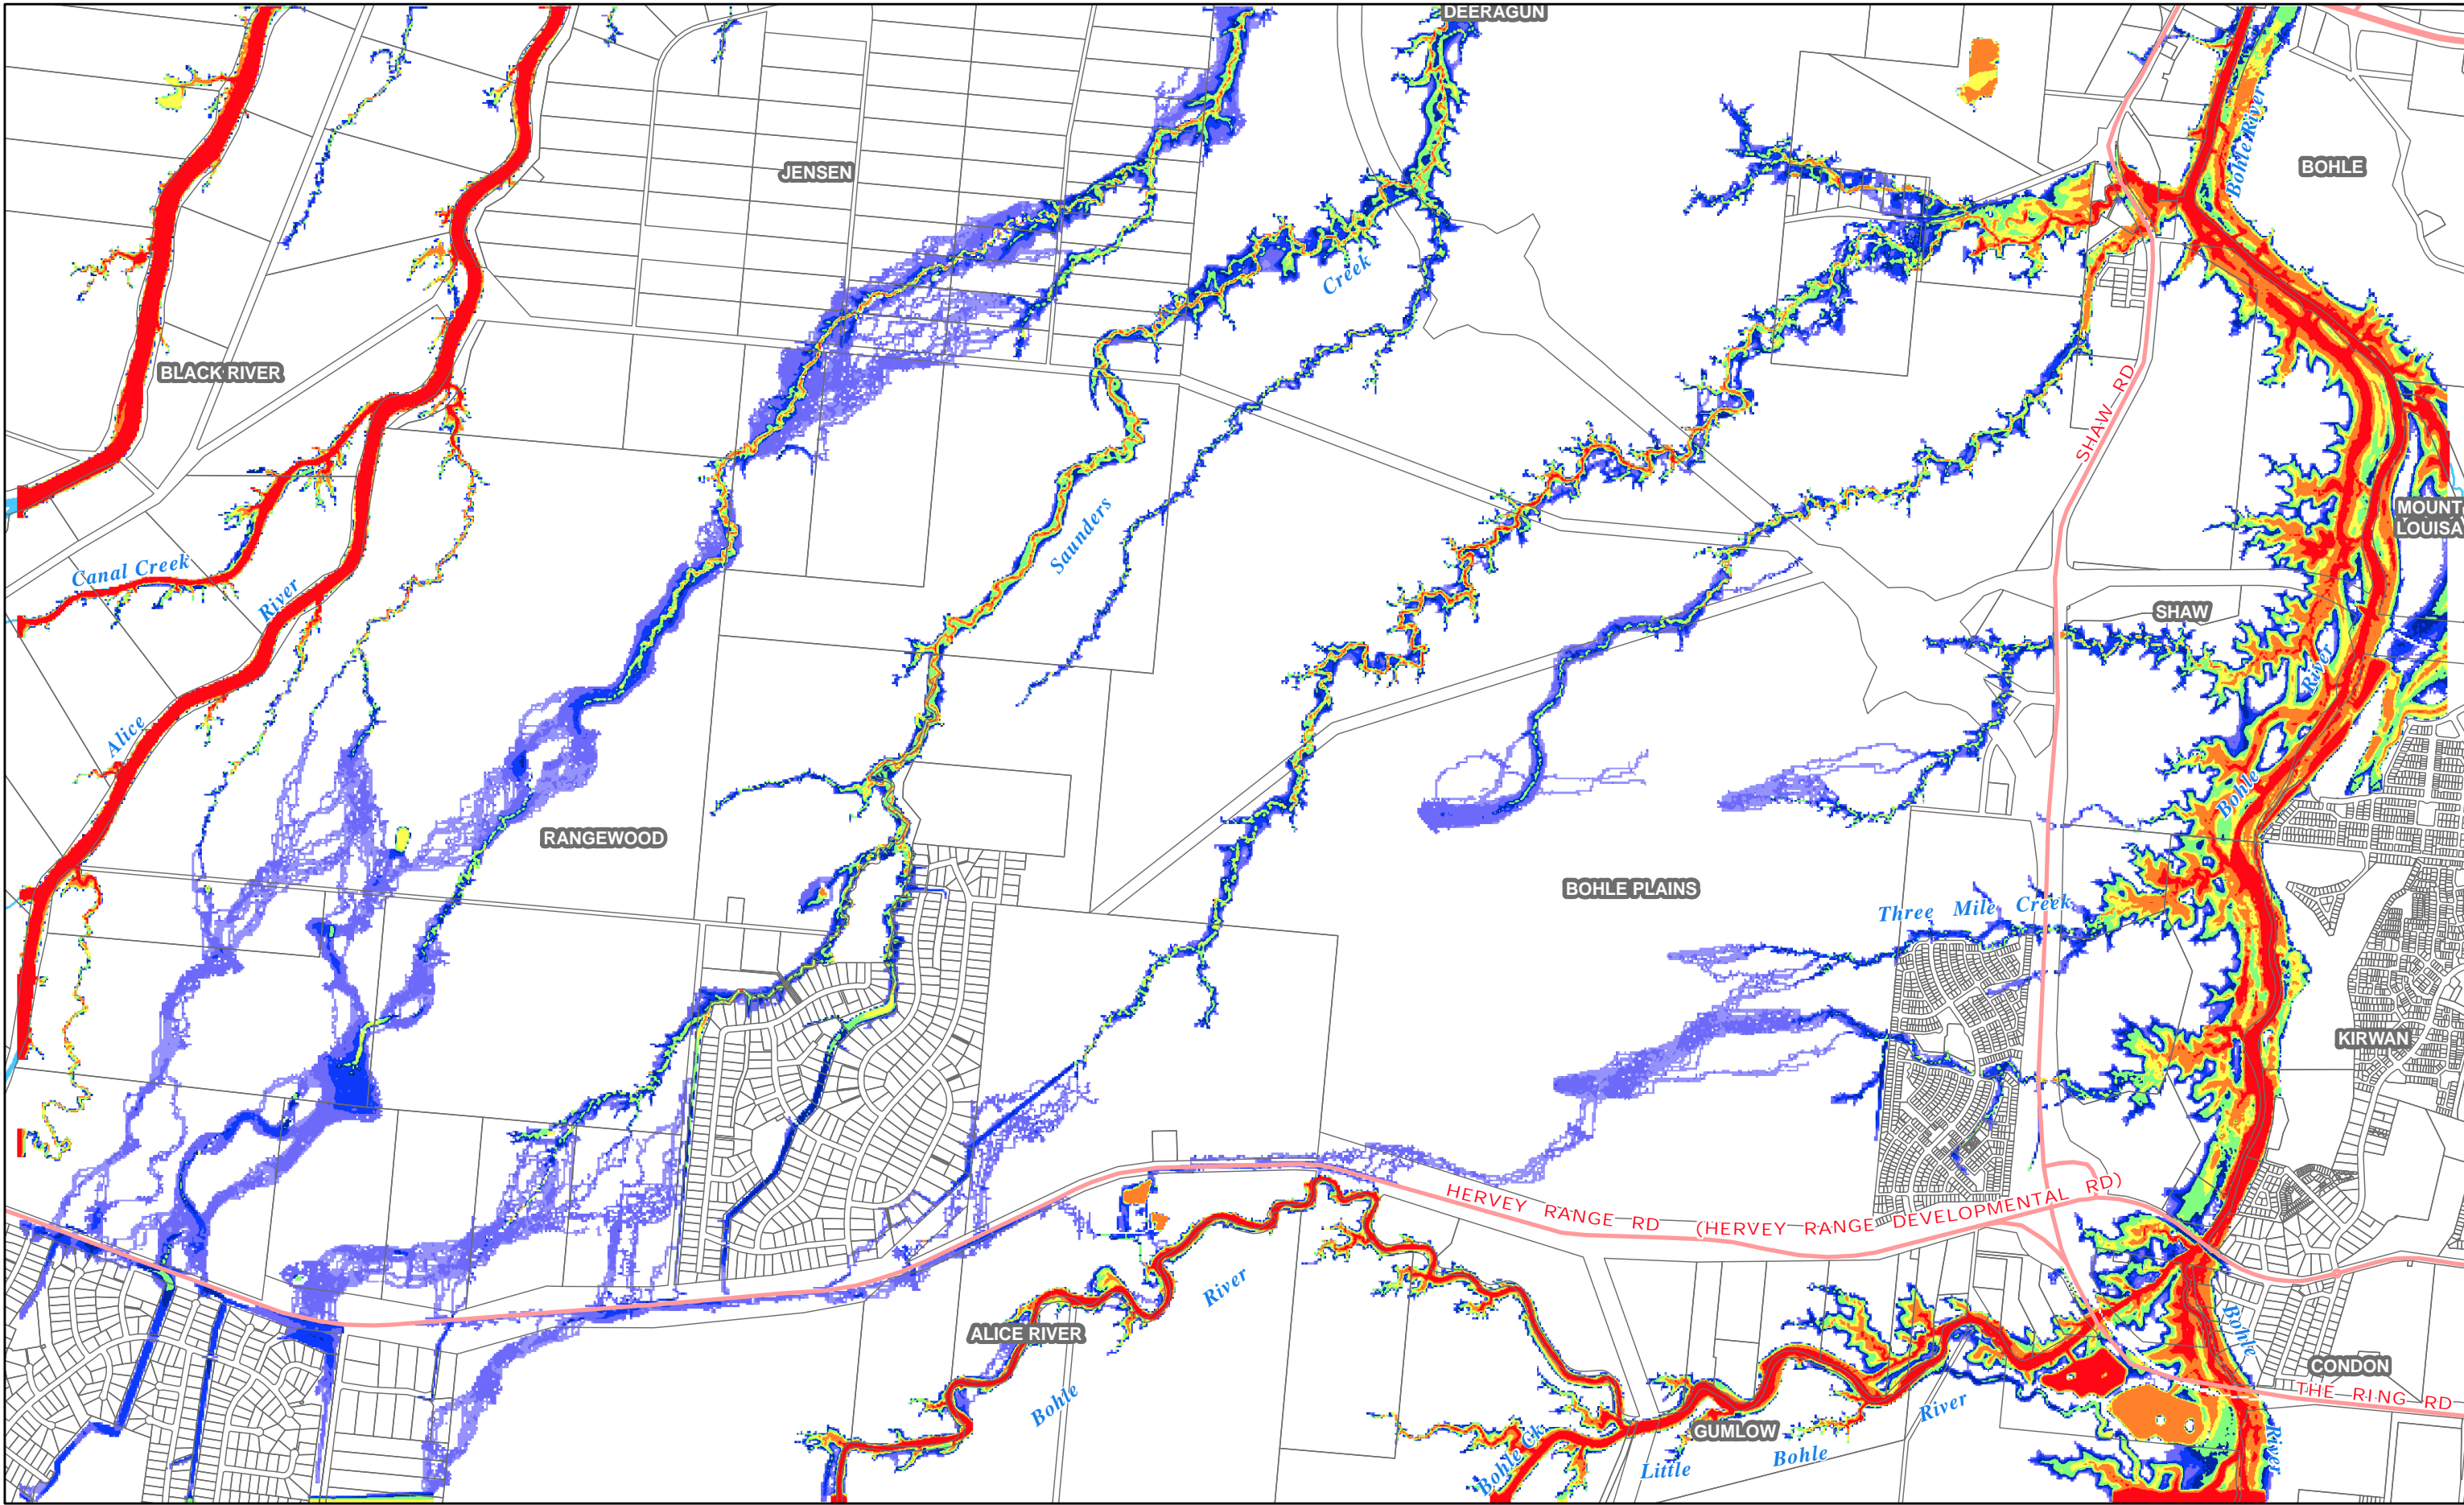 DEERAGUN
Bohle River
BOHLE
JENSEN
Creek
BLACK RIVER
SHAW RD
Saunders
MOUNT
LOUISA
Canal Creek
River
SHAW
River
Alice
Bohle
RANGEWOOD
BOHLE PLAINS
Three Mile Creek
KIRWAN
HERVEY RANGE RD (HERVEY RANGE DEVELOPMENTAL RD)
River
ALICE RIVER
Bohle
CONDON
THE RING RD
Bohle
River
GUMLOW
Bohle Ck
Little
Bohle
River